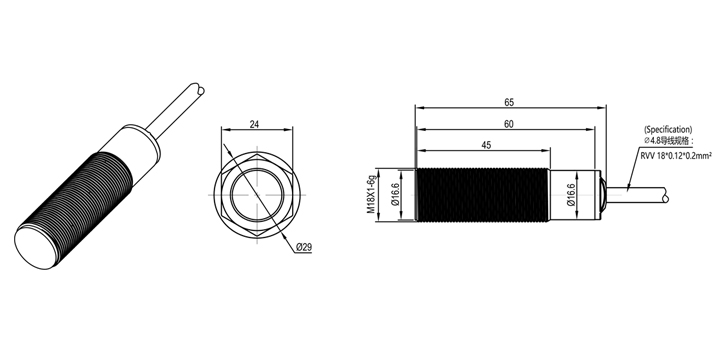 24
Ø29
65
60
45
M18X1-6g
Ø16.6
Ø16.6
(Specification)
∅4.8导线规格：
RVV 18*0.12*0.2mm²